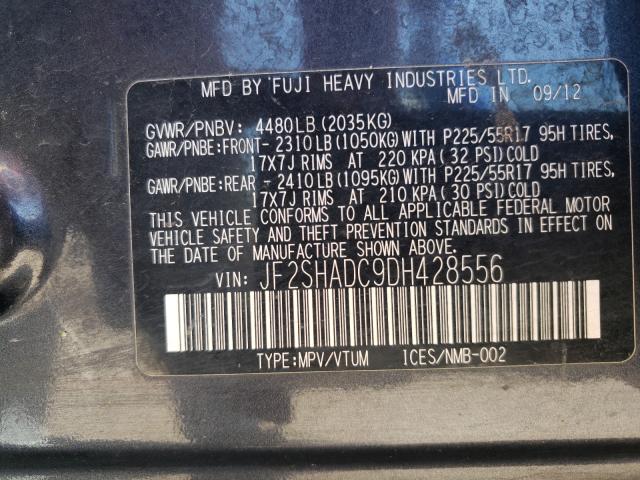 MFD BY FUJI HEAVY INDUSTRIES LTD.
MFD IN 09/12
GVWR/PNBV: 4480LB(2035KG)
GAWR/PNBE:FRONT-2310LB(1050KG)WITH P225/55R17 95H TIRES,
17X7J RIMS AT 220 KPA(32 PSI)COLD
GAWR/PNBE:REAR -2410LB(1095KG)WITH P225/55R17 95H TIRES,
17X7J RIMS AT 210 KPA(30 PSI)COLD
THIS VEHICLE CONFORMS TO ALL APPLICABLE FEDERAL MOTOR
VEHICLE SAFETY AND THEFT PREVENTION STANDARDS IN EFFECT ON
THE DATE OF MANUFACTURE SHOWN ABOVE.
VIN: JF2SHADC9DH428556
TYPE:MPV/VTUM ICES/NMB-002